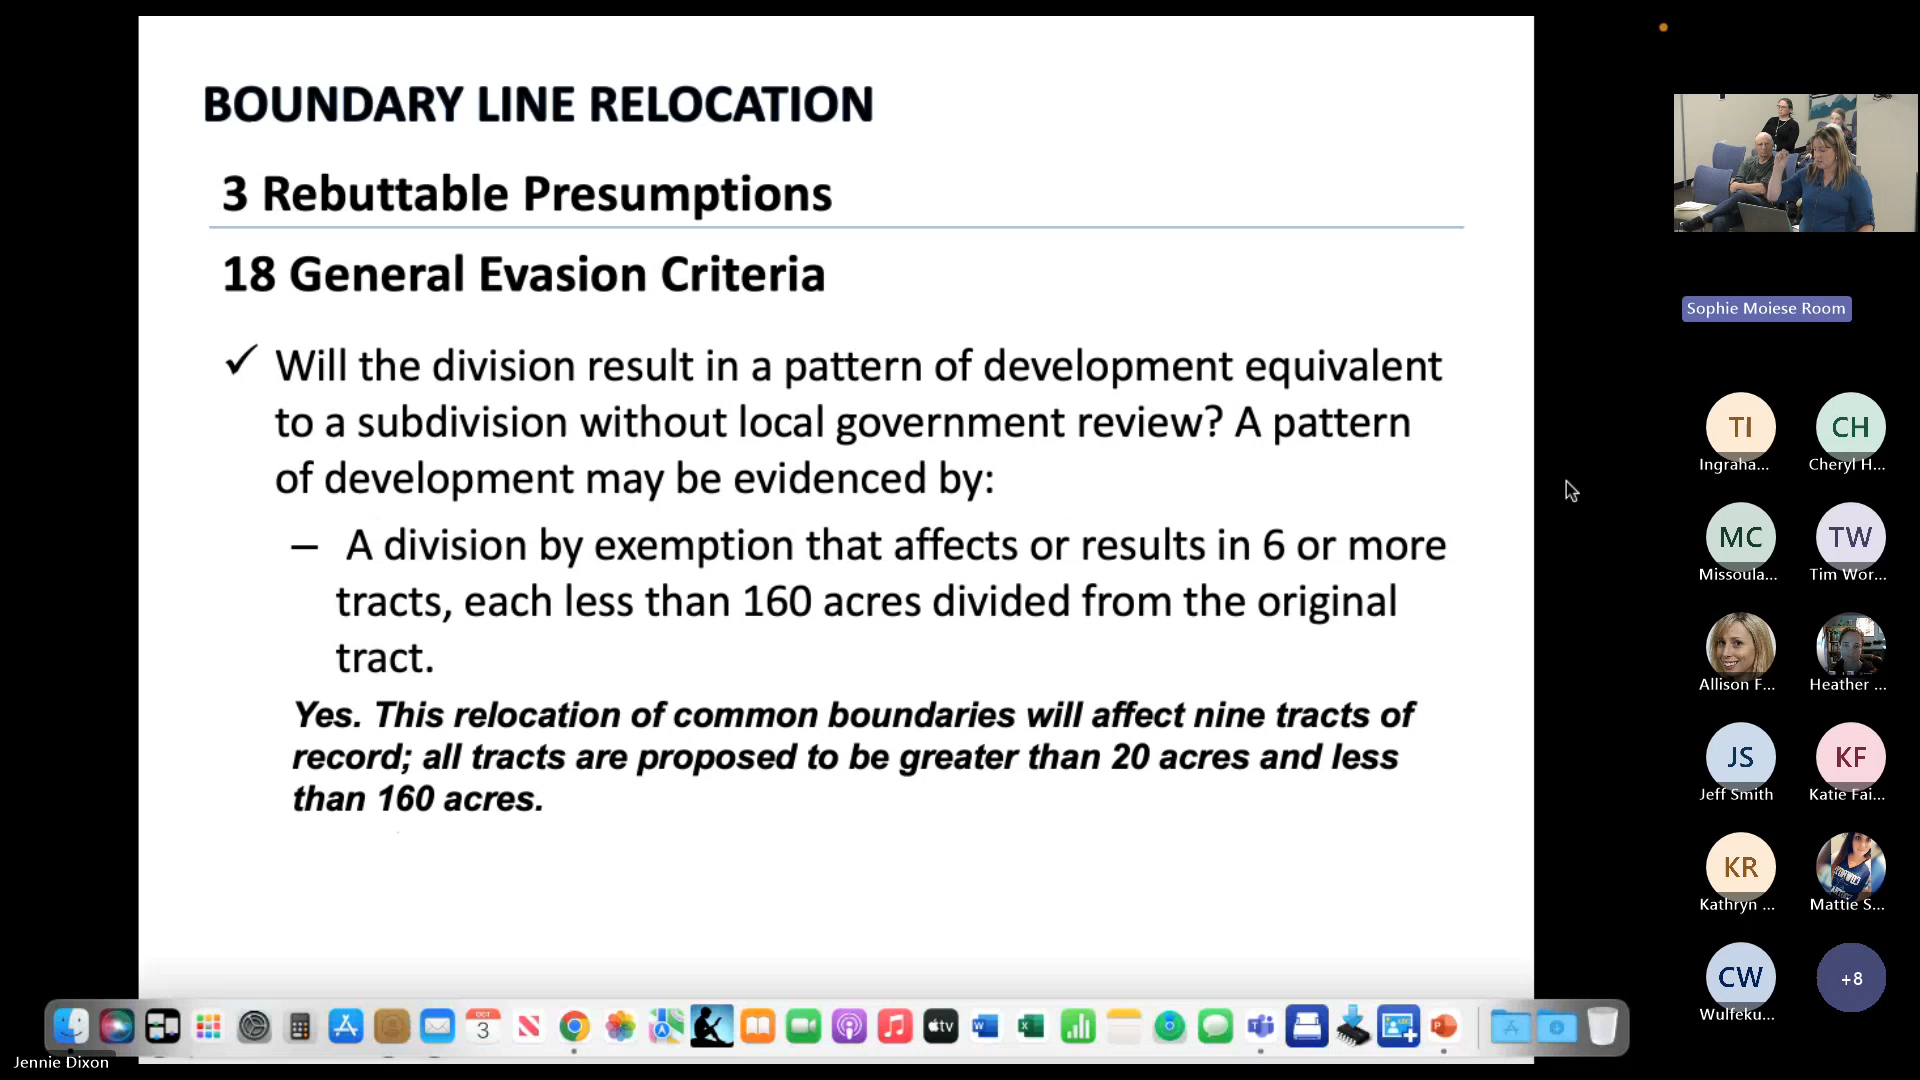 BOUNDARY LINE RELOCATION
3 Rebuttable Presumptions
18 General Evasion Criteria
✓ Will the division result in a pattern of development equivalent
to a subdivision without local government review? A pattern
of development may be evidenced by:
– A division by exemption that affects or results in 6 or more
tracts, each less than 160 acres divided from the original
tract.
Yes. This relocation of common boundaries will affect nine tracts of
record; all tracts are proposed to be greater than 20 acres and less
than 160 acres.
Sophie Moiese Room
TI
CH
Ingraha...
Cheryl H...
MC
TW
Missoula...
Tim Wor...
Allison F...
Heather ...
JS
KF
Jeff Smith
Katie Fai...
KR
Kathryn ...
Mattie S...
CW
+8
Wulfeku...
OCT
3
tv
Jennie Dixon